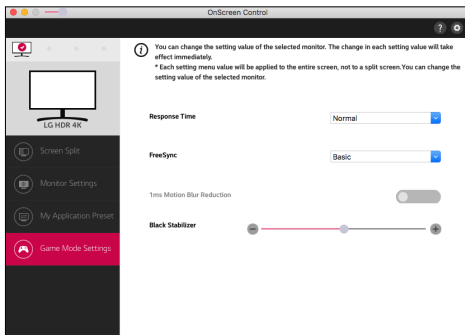 OnScreen Control
?
i
You can change the setting value of the selected monitor. The change in each setting value will take
effect immediately.
* Each setting menu value will be applied to the entire screen, not to a split screen.You can change the
setting value of the selected monitor.
LG HDR 4K
Screen Split
Monitor Settings
My Application Preset
Game Mode Settings
Response Time
Normal
FreeSync
Basic
1ms Motion Blur Reduction
Black Stabilizer